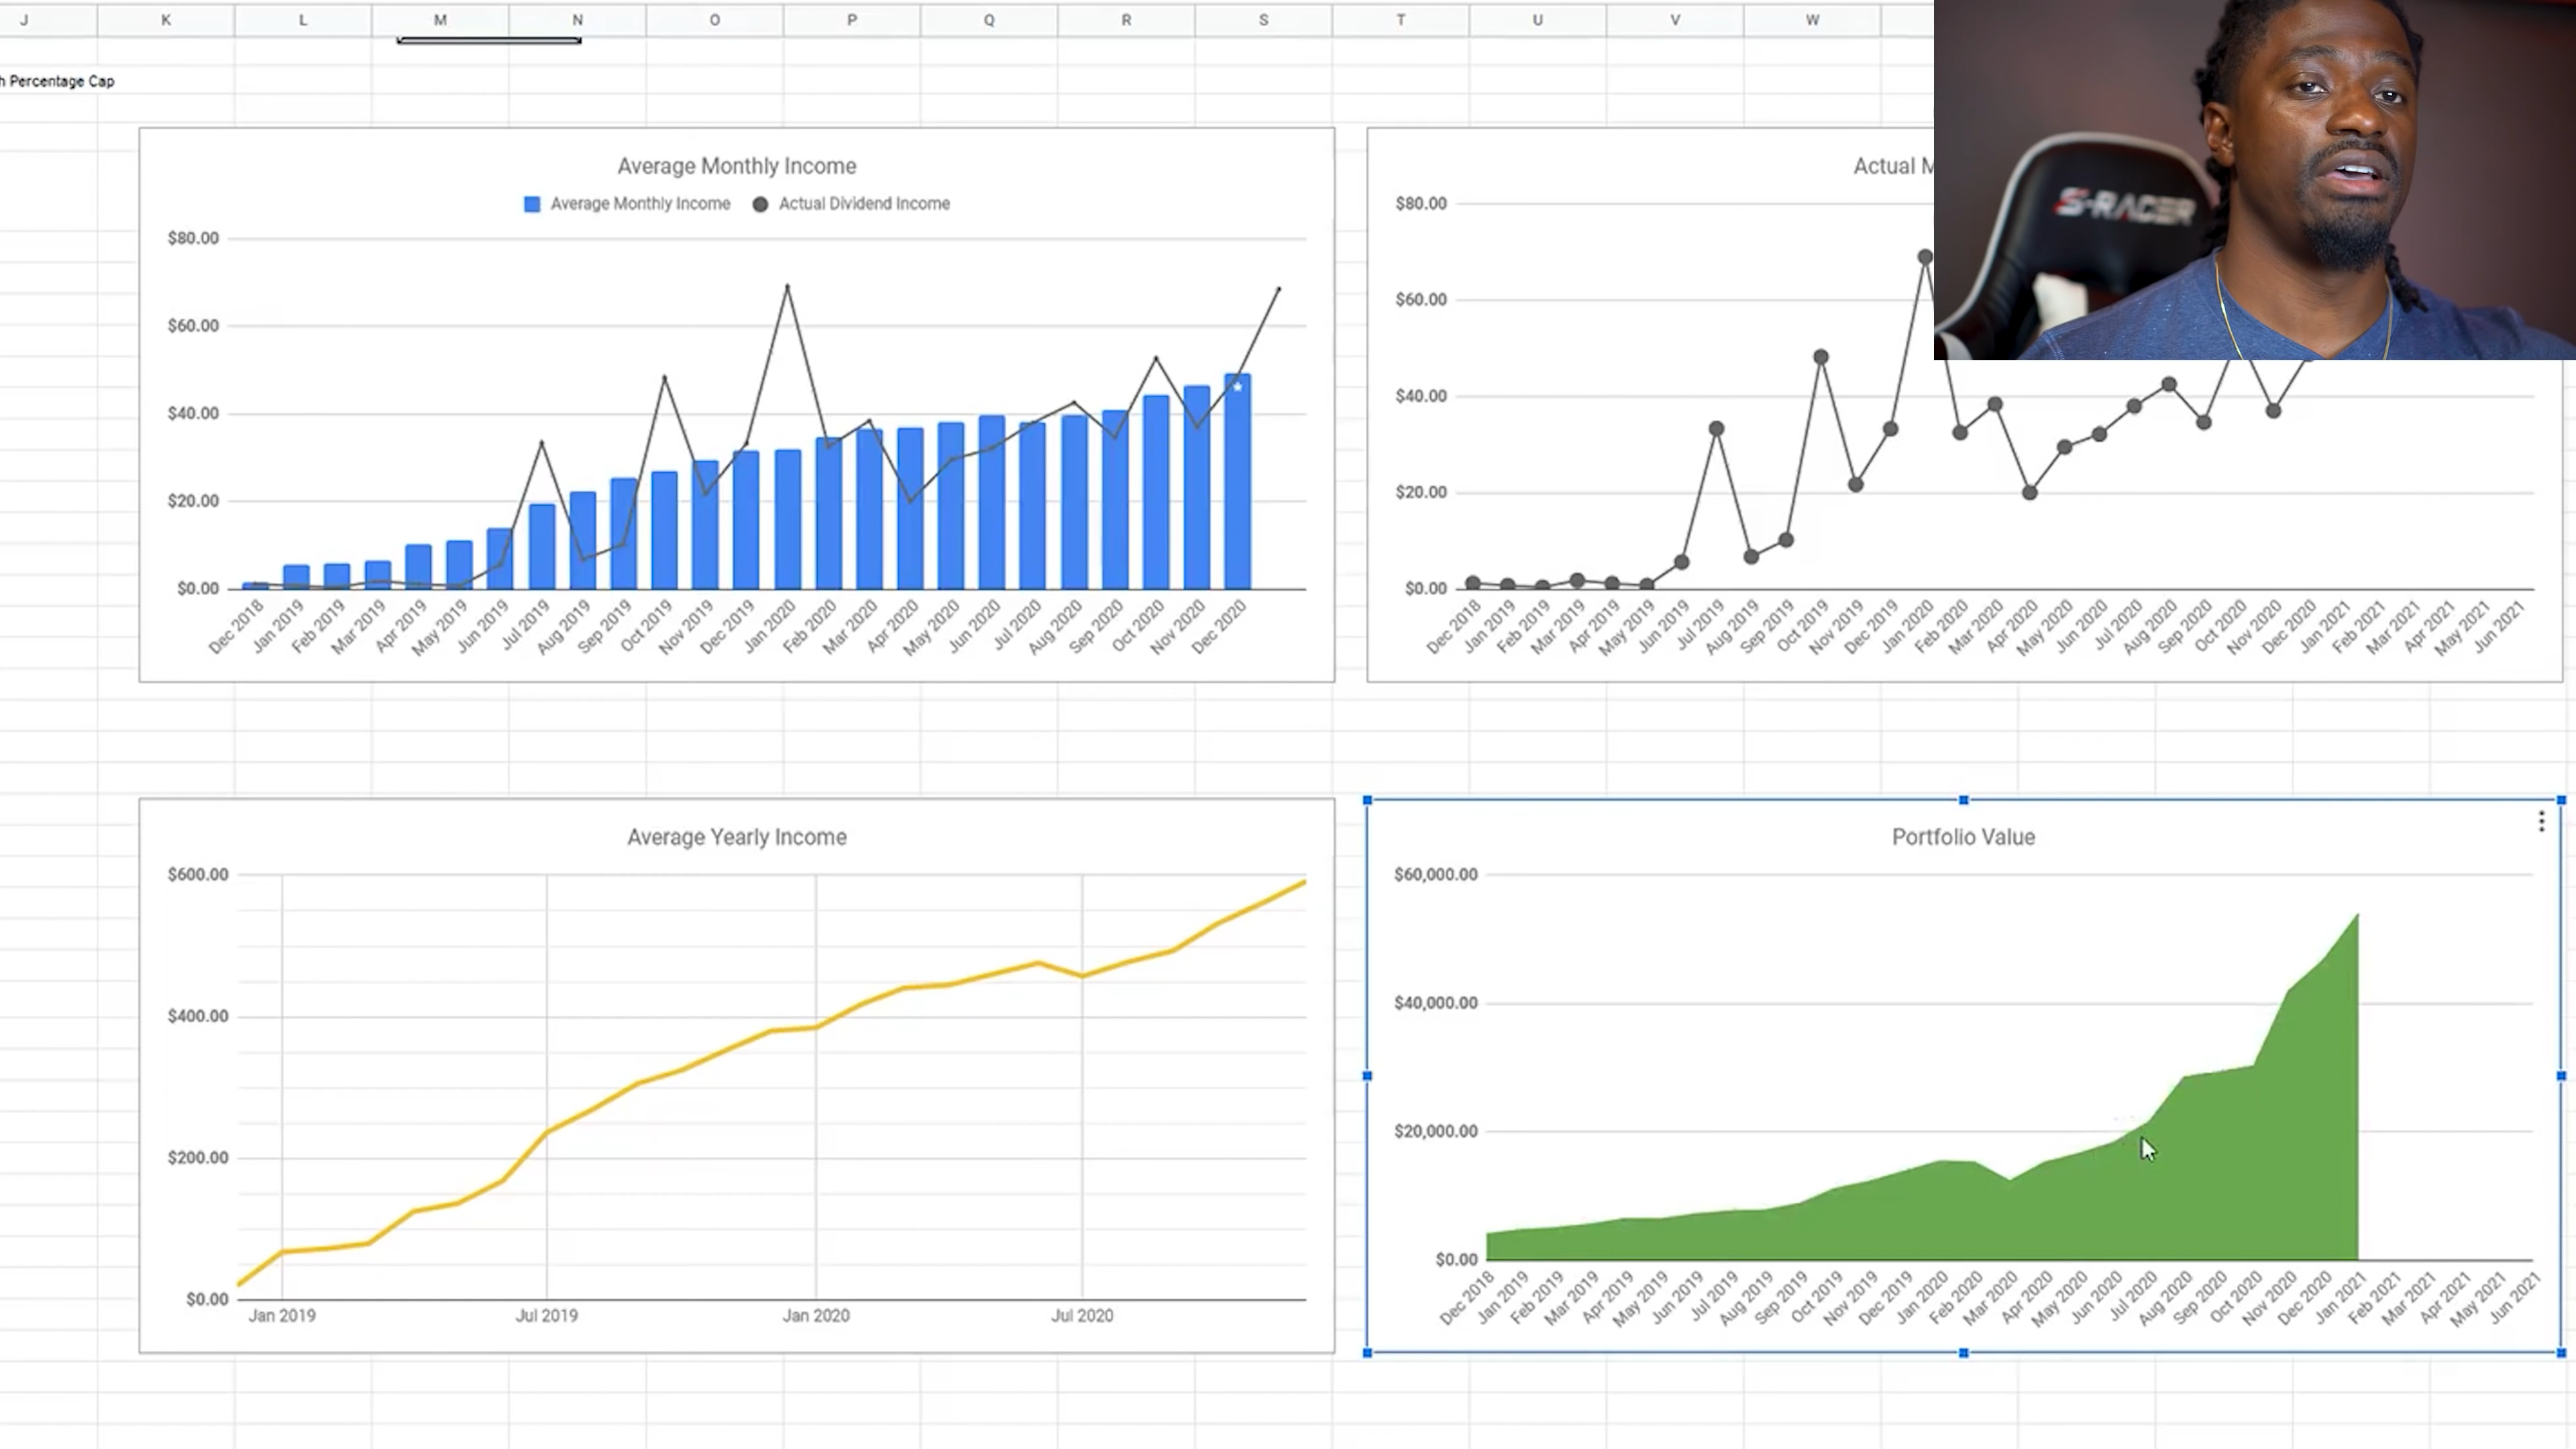 J K L M N O P Q R S T U V W
h Percentage Cap
Average Monthly Income
Average Monthly Income Actual Dividend Income
$80.00
$60.00
$40.00
$20.00
$0.00
Dec 2018 Jan 2019 Feb 2019 Mar 2019 Apr 2019 May 2019 Jun 2019 Jul 2019 Aug 2019 Sep 2019 Oct 2019 Nov 2019 Dec 2019 Jan 2020 Feb 2020 Mar 2020 Apr 2020 May 2020 Jun 2020 Jul 2020 Aug 2020 Sep 2020 Oct 2020 Nov 2020 Dec 2020
Actual M
$80.00
$60.00
$40.00
$20.00
$0.00
Dec 2018 Jan 2019 Feb 2019 Mar 2019 Apr 2019 May 2019 Jun 2019 Jul 2019 Aug 2019 Sep 2019 Oct 2019 Nov 2019 Dec 2019 Jan 2020 Feb 2020 Mar 2020 Apr 2020 May 2020 Jun 2020 Jul 2020 Aug 2020 Sep 2020 Oct 2020 Nov 2020 Dec 2020 Jan 2021 Feb 2021 Mar 2021 Apr 2021 May 2021 Jun 2021
S-RACER
Average Yearly Income
$600.00
$400.00
$200.00
$0.00
Jan 2019 Jul 2019 Jan 2020 Jul 2020
Portfolio Value
$60,000.00
$40,000.00
$20,000.00
$0.00
Dec 2018 Jan 2019 Feb 2019 Mar 2019 Apr 2019 May 2019 Jun 2019 Jul 2019 Aug 2019 Sep 2019 Oct 2019 Nov 2019 Dec 2019 Jan 2020 Feb 2020 Mar 2020 Apr 2020 May 2020 Jun 2020 Jul 2020 Aug 2020 Sep 2020 Oct 2020 Nov 2020 Dec 2020 Jan 2021 Feb 2021 Mar 2021 Apr 2021 May 2021 Jun 2021